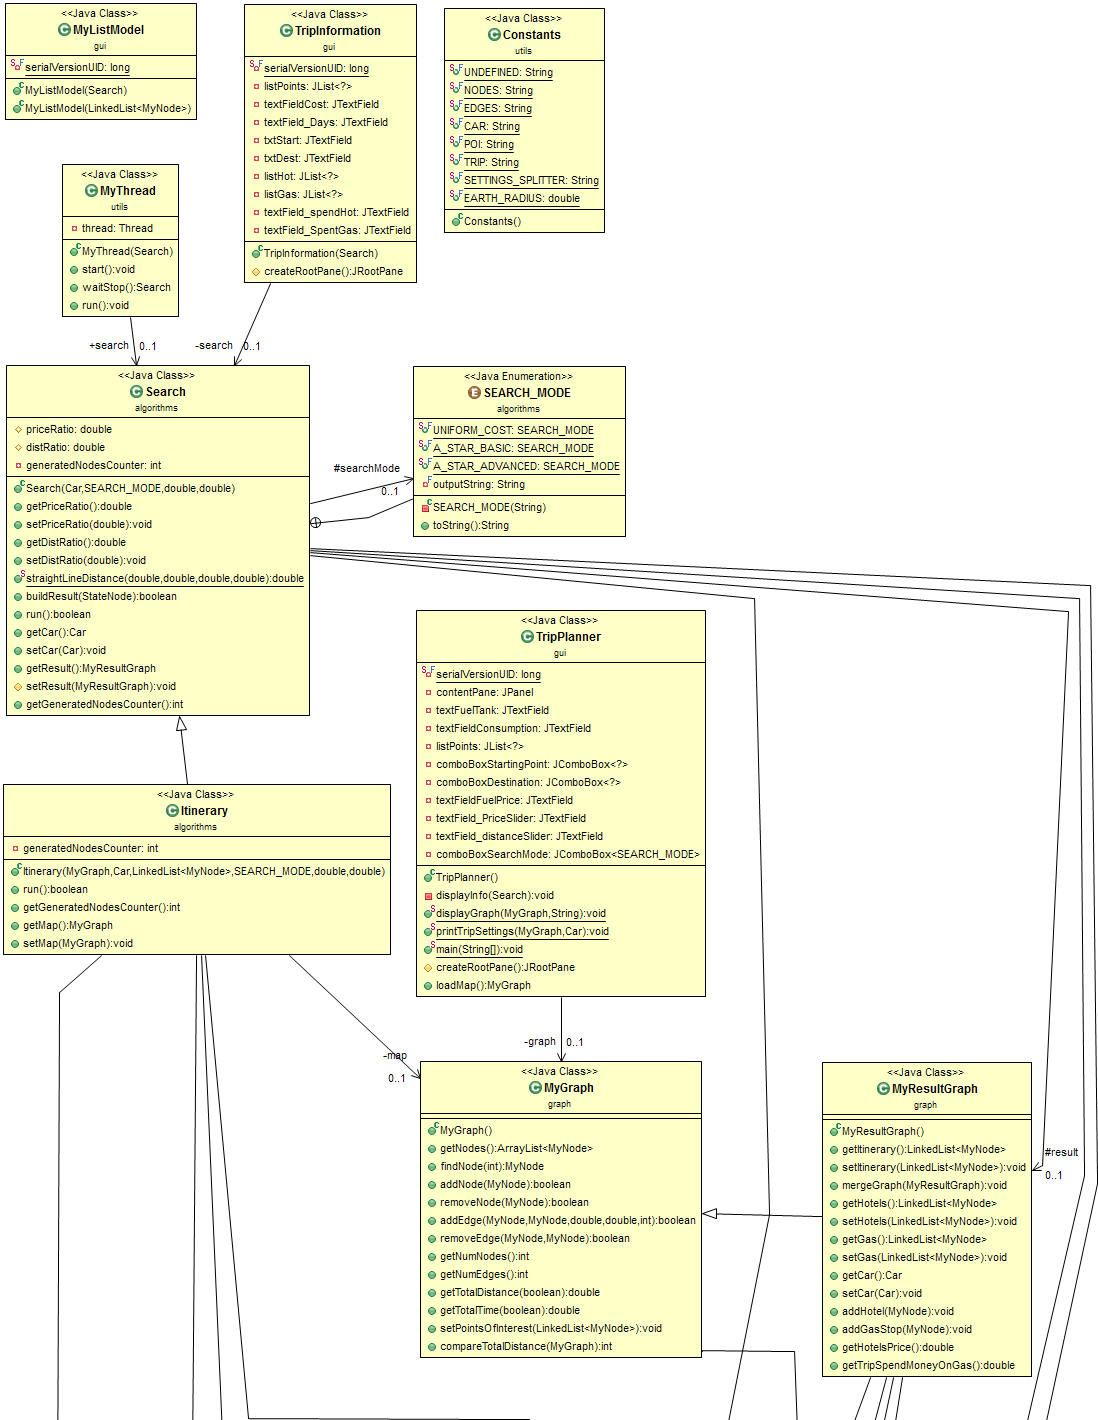 <<Java Class>>
MyListModel
gui
serialVersionUID: long
MyListModel(Search)
MyListModel(LinkedList<MyNode>)
<<Java Class>>
TripInformation
gui
serialVersionUID: long
listPoints: JList<?>
textFieldCost: JTextField
textField_Days: JTextField
txtStart: JTextField
txtDest: JTextField
listHot: JList<?>
listGas: JList<?>
textField_spendHot: JTextField
textField_SpentGas: JTextField
TripInformation(Search)
createRootPane():JRootPane
<<Java Class>>
Constants
utils
UNDEFINED: String
NODES: String
EDGES: String
CAR: String
POI: String
TRIP: String
SETTINGS_SPLITTER: String
EARTH_RADIUS: double
Constants()
<<Java Class>>
MyThread
utils
thread: Thread
MyThread(Search)
start():void
waitStop():Search
run():void
+search
0..1
-search
0..1
<<Java Class>>
Search
algorithms
priceRatio: double
distRatio: double
generatedNodesCounter: int
Search(Car,SEARCH_MODE,double,double)
getPriceRatio():double
setPriceRatio(double):void
getDistRatio():double
setDistRatio(double):void
straightLineDistance(double,double,double,double):double
buildResult(StateNode):boolean
run():boolean
getCar():Car
setCar(Car):void
getResult():MyResultGraph
setResult(MyResultGraph):void
getGeneratedNodesCounter():int
#searchMode
0..1
<<Java Enumeration>>
SEARCH_MODE
algorithms
UNIFORM_COST: SEARCH_MODE
A_STAR_BASIC: SEARCH_MODE
A_STAR_ADVANCED: SEARCH_MODE
outputString: String
SEARCH_MODE(String)
toString():String
<<Java Class>>
TripPlanner
gui
serialVersionUID: long
contentPane: JPanel
textFuelTank: JTextField
textFieldConsumption: JTextField
listPoints: JList<?>
comboBoxStartingPoint: JComboBox<?>
comboBoxDestination: JComboBox<?>
textFieldFuelPrice: JTextField
textField_PriceSlider: JTextField
textField_distanceSlider: JTextField
comboBoxSearchMode: JComboBox<SEARCH_MODE>
TripPlanner()
displayInfo(Search):void
displayGraph(MyGraph,String):void
printTripSettings(MyGraph,Car):void
main(String[]):void
createRootPane():JRootPane
loadMap():MyGraph
<<Java Class>>
Itinerary
algorithms
generatedNodesCounter: int
Itinerary(MyGraph,Car,LinkedList<MyNode>,SEARCH_MODE,double,double)
run():boolean
getGeneratedNodesCounter():int
getMap():MyGraph
setMap(MyGraph):void
-map
0..1
-graph
0..1
<<Java Class>>
MyGraph
graph
MyGraph()
getNodes():ArrayList<MyNode>
findNode(int):MyNode
addNode(MyNode):boolean
removeNode(MyNode):boolean
addEdge(MyNode,MyNode,double,double,int):boolean
removeEdge(MyNode,MyNode):boolean
getNumNodes():int
getNumEdges():int
getTotalDistance(boolean):double
getTotalTime(boolean):double
setPointsOfInterest(LinkedList<MyNode>):void
compareTotalDistance(MyGraph):int
<<Java Class>>
MyResultGraph
graph
MyResultGraph()
getItinerary():LinkedList<MyNode>
setItinerary(LinkedList<MyNode>):void
mergeGraph(MyResultGraph):void
getHotels():LinkedList<MyNode>
setHotels(LinkedList<MyNode>):void
getGas():LinkedList<MyNode>
setGas(LinkedList<MyNode>):void
getCar():Car
setCar(Car):void
addHotel(MyNode):void
addGasStop(MyNode):void
getHotelsPrice():double
getTripSpendMoneyOnGas():double
#result
0..1